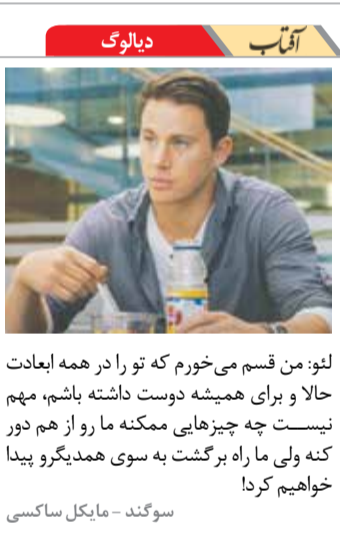 آفتاب
دیالوگ
لئو: من قسم می‌خورم که تو را در همه ابعادت
حالا و برای همیشه دوست داشته باشم، مهم
نیســت چه چیزهایی ممکنه ما رو از هم دور
کنه ولی ما راه برگشت به سوی همدیگرو پیدا
خواهیم کرد!
سوگند - مایکل ساکسی